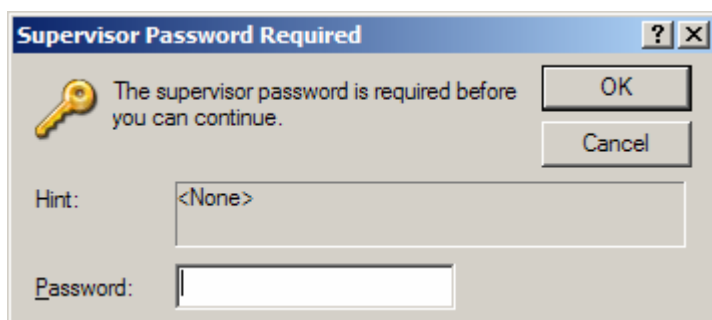 Supervisor Password Required
The supervisor password is required before
you can continue.
OK
Cancel
Hint:
<None>
Password: